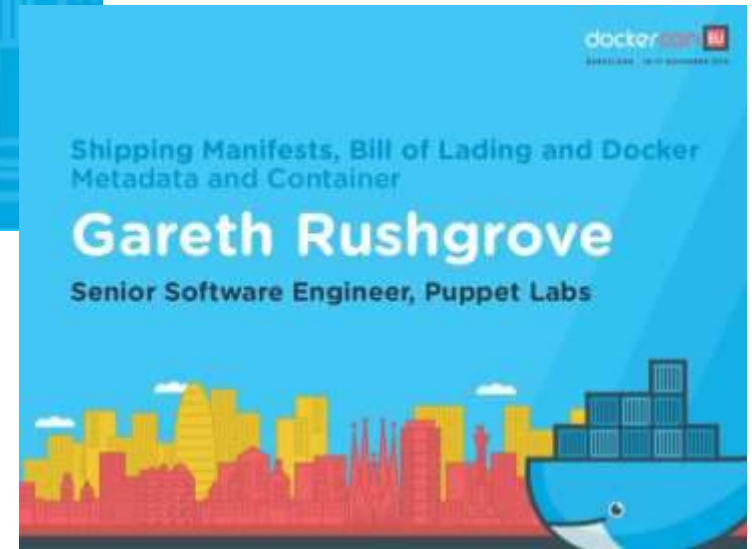 dockercon EU
Shipping Manifests, Bill of Lading and Docker
Metadata and Container
Gareth Rushgrove
Senior Software Engineer, Puppet Labs